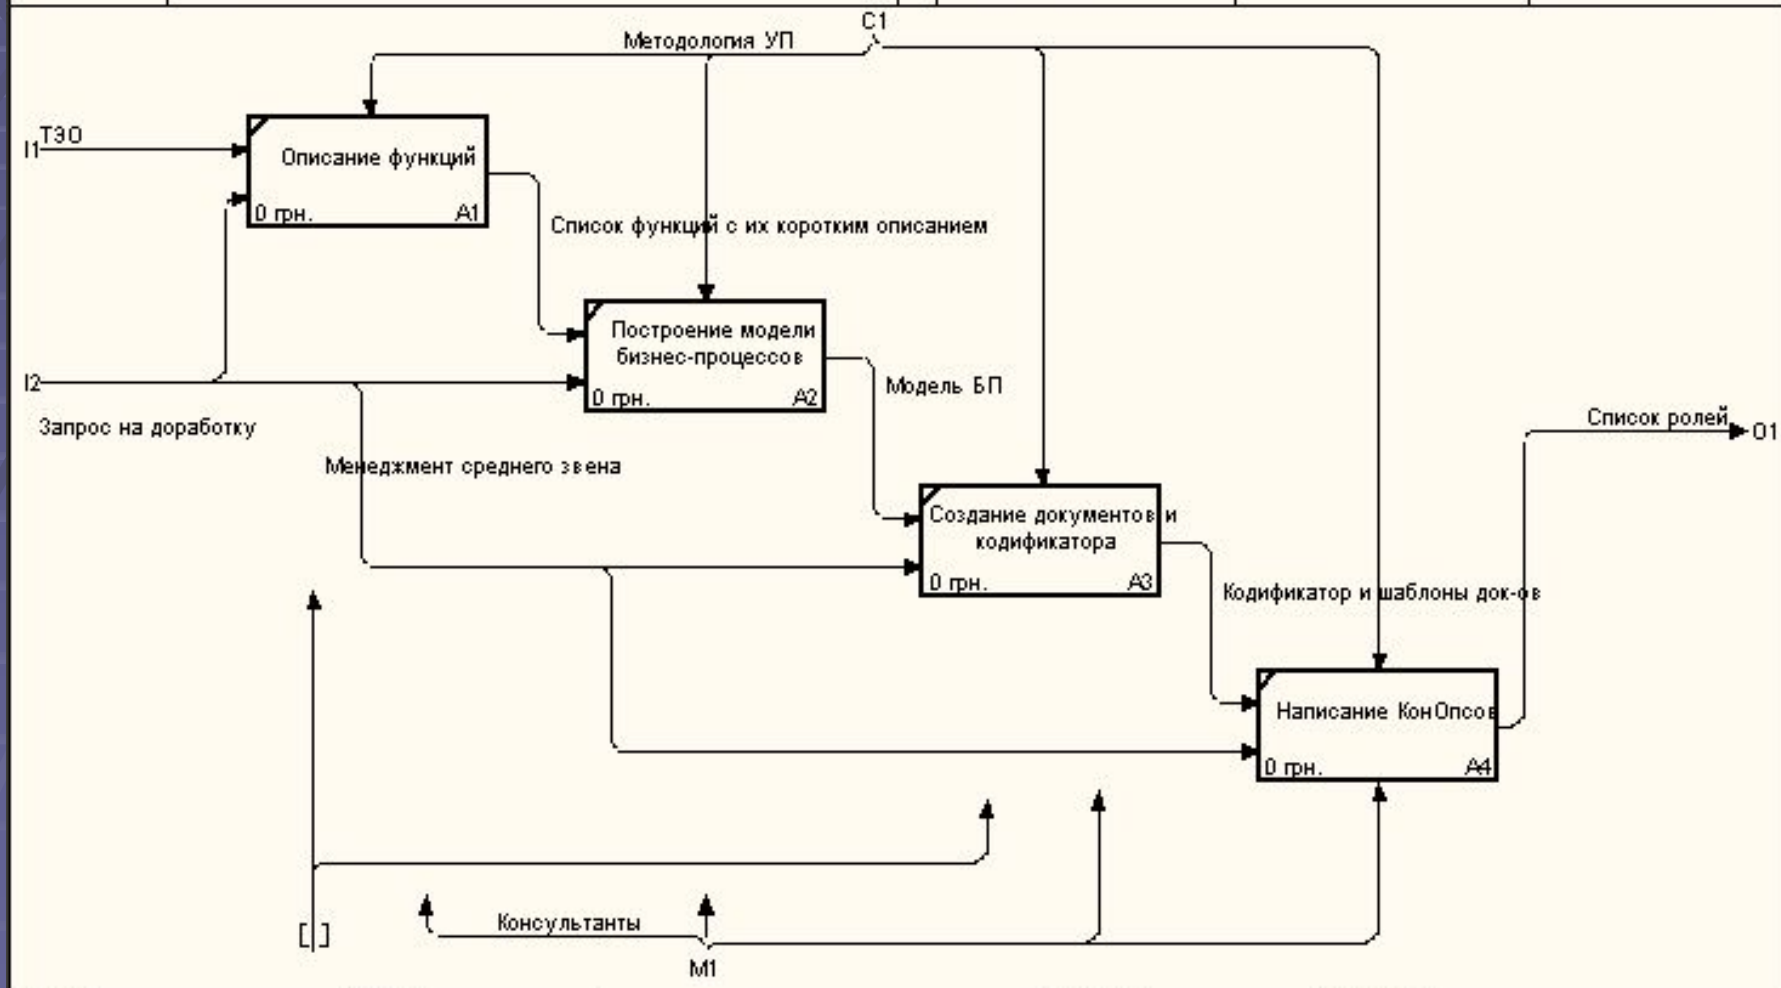 C1
Методология УП
ТЭО
I1
Описание функций
0 грн.
A1
Список функций с их коротким описанием
Построение модели
бизнес-процессов
0 грн.
A2
I2
Запрос на доработку
Модель БП
Список ролей
O1
Менеджмент среднего звена
Создание документов и
кодификатора
0 грн.
A3
Кодификатор и шаблоны док-ов
Написание КонОпсов
0 грн.
A4
Консультанты
M1